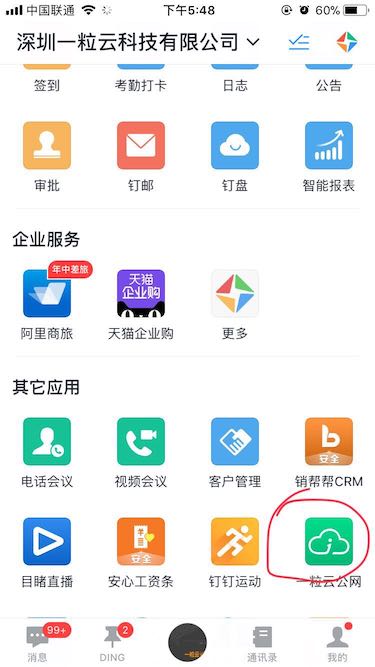 中国联通 下午5:48 60%
深圳一粒云科技有限公司
签到 考勤打卡 日志 公告
审批 钉邮 钉盘 智能报表
企业服务
年中差旅
天猫
企业购
阿里商旅 天猫企业购 更多
其它应用
安全
电话会议 视频会议 客户管理 销帮帮CRM
学昌
安全
目睹直播 安心工资条 钉钉运动 一粒云公网
99+ 2
消息 DING 一粒云 通讯录 我的